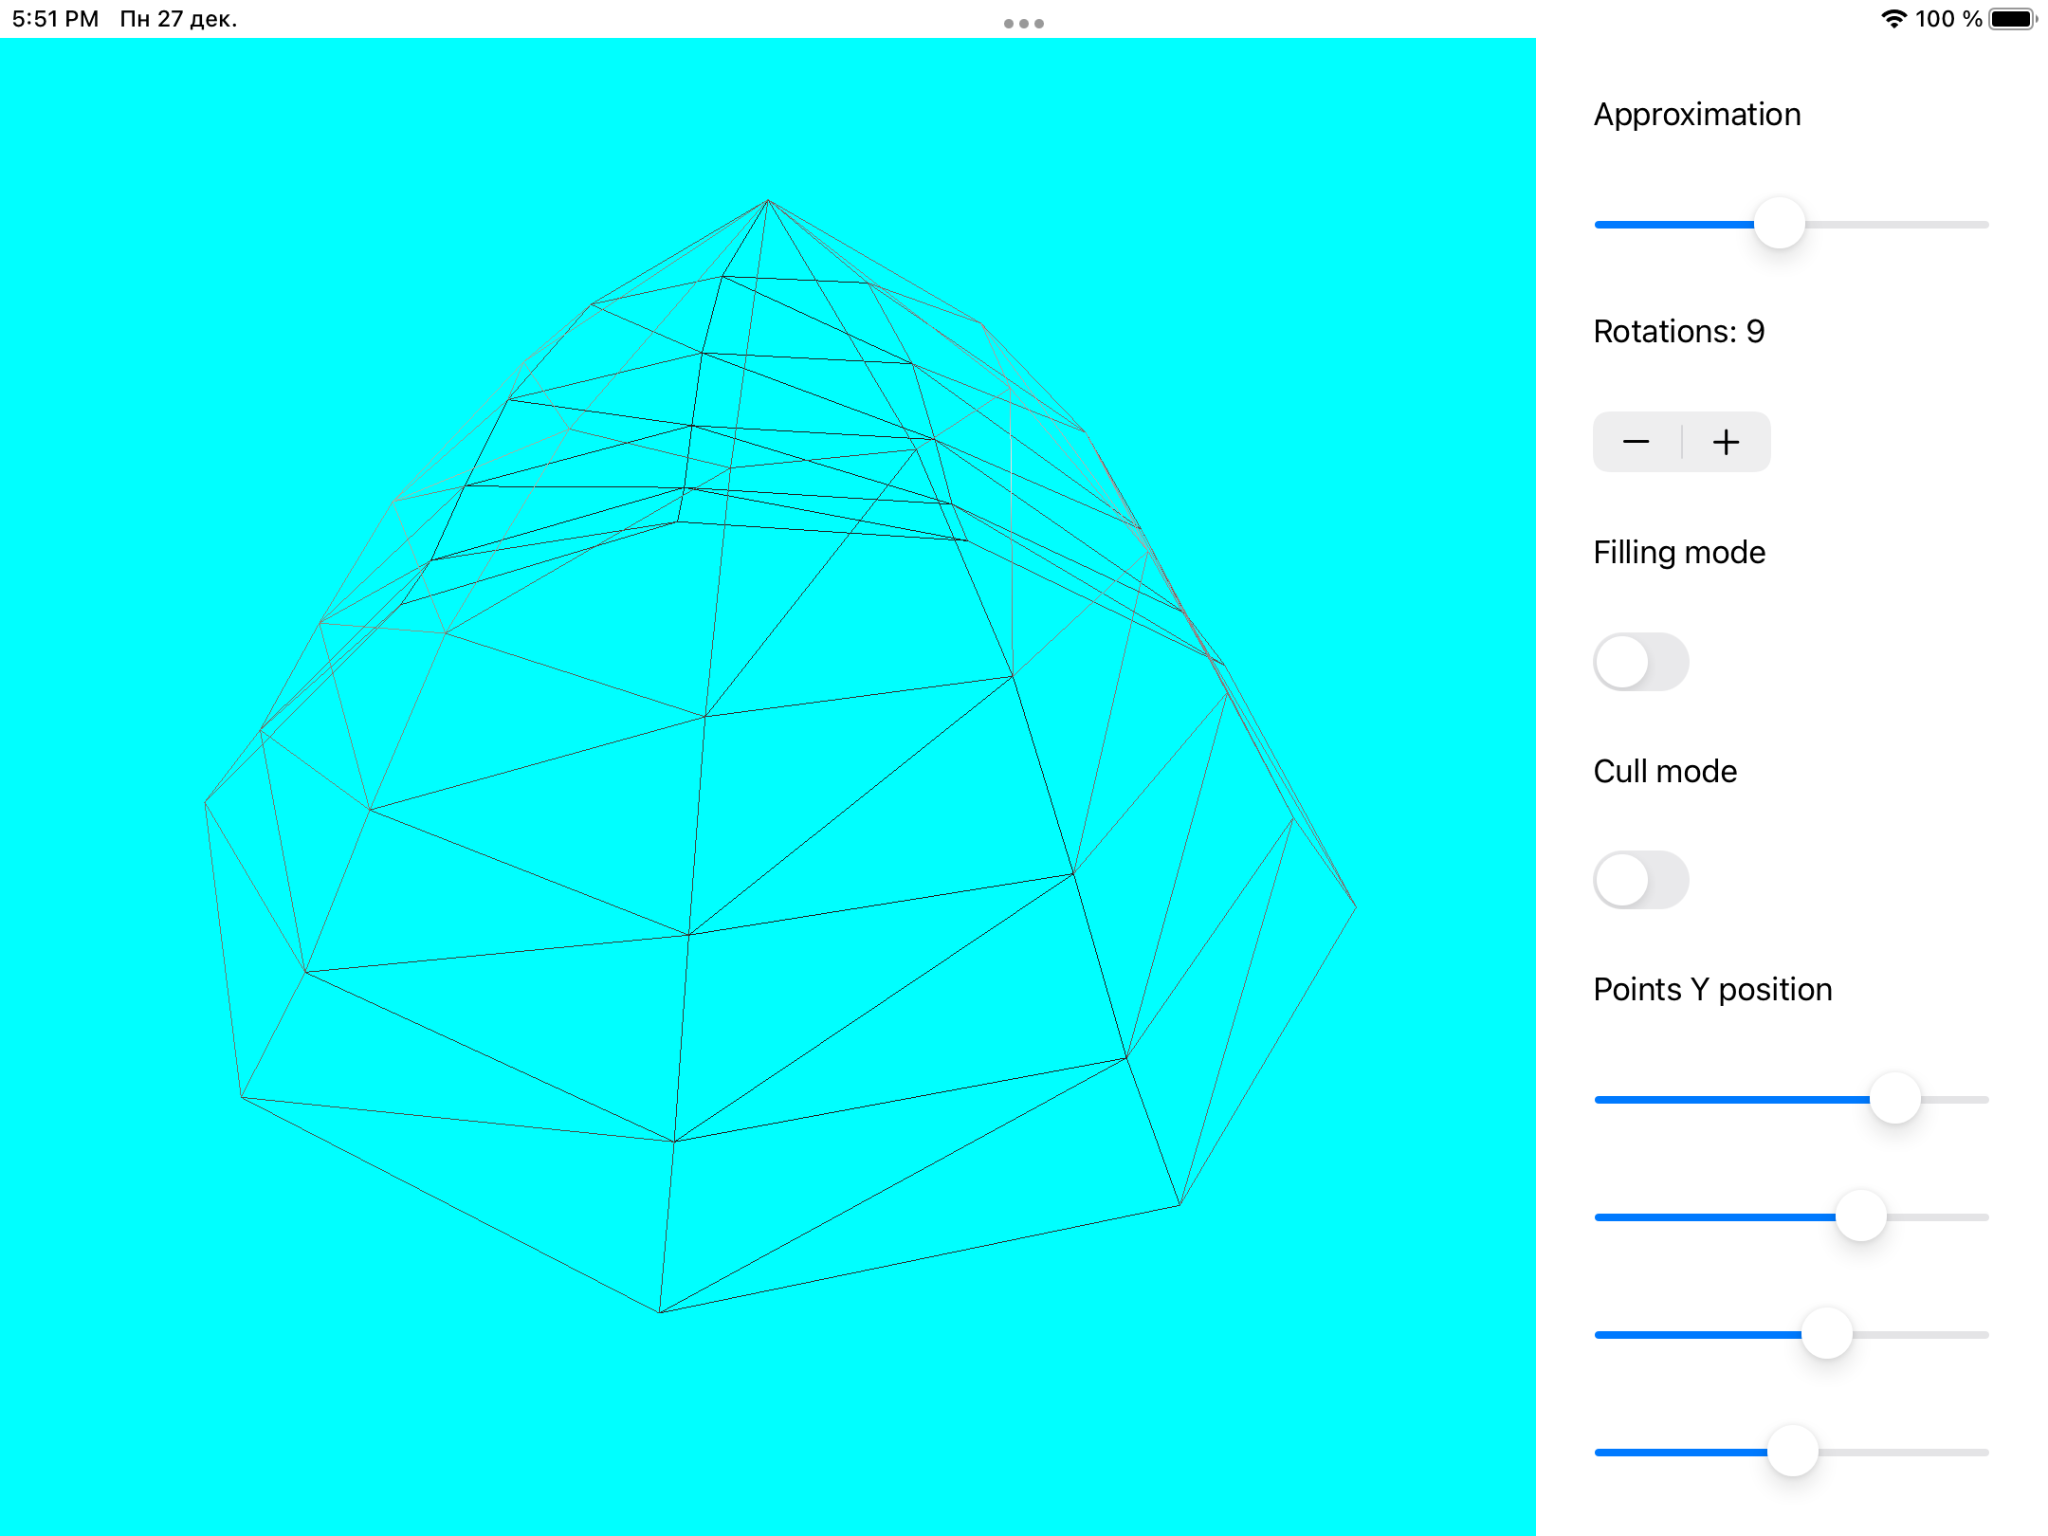 5:51 PM Пн 27 дек.
100 %
Approximation
Rotations: 9
Filling mode
Cull mode
Points Y position